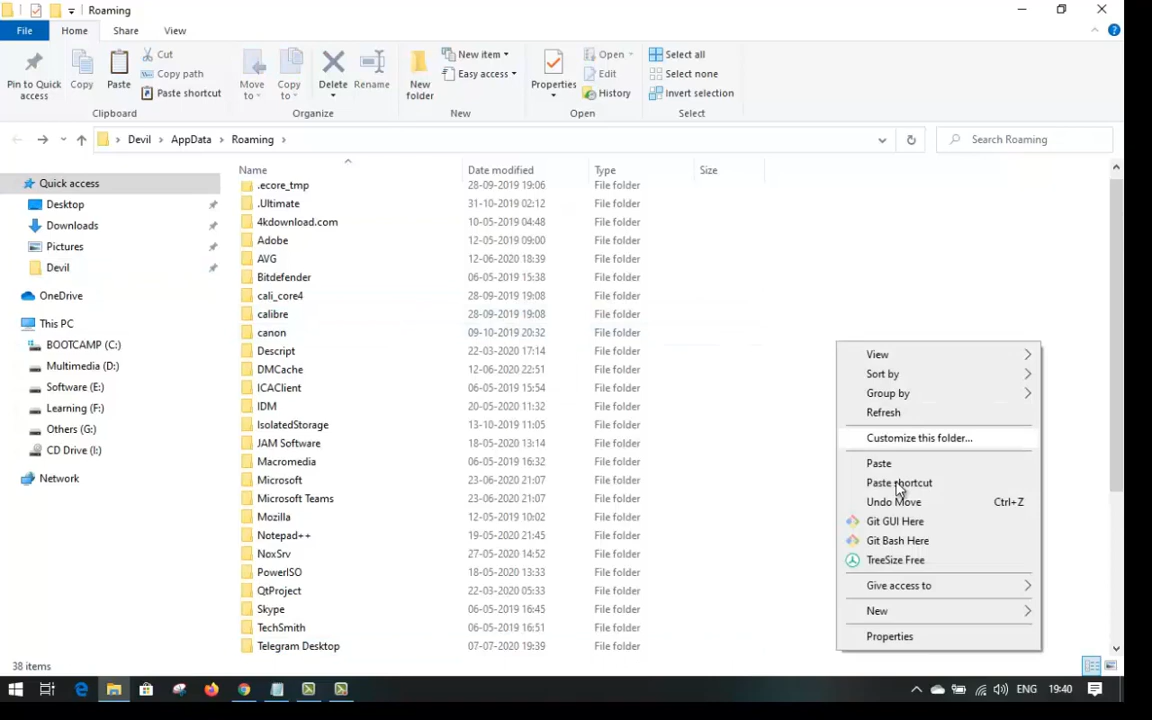 Roaming
File
Home
Share
View
Pin to Quick access
Copy
Paste
Cut
Copy path
Paste shortcut
Move to
Copy to
Delete
Rename
New folder
New item
Easy access
Properties
Open
Edit
History
Select all
Select none
Invert selection
Clipboard
Organize
New
Open
Select
Devil
AppData
Roaming
Search Roaming
Quick access
Desktop
Downloads
Pictures
Devil
OneDrive
This PC
BOOTCAMP (C:)
Multimedia (D:)
Software (E:)
Learning (F:)
Others (G:)
CD Drive (I:)
Network
Name Date modified Type Size
.ecore_tmp 28-09-2019 19:06 File folder
.Ultimate 31-10-2019 02:12 File folder
4kdownload.com 10-05-2019 04:48 File folder
Adobe 12-05-2019 09:00 File folder
AVG 12-06-2020 18:39 File folder
Bitdefender 06-05-2019 15:38 File folder
cali_core4 28-09-2019 19:08 File folder
calibre 28-09-2019 19:08 File folder
canon 09-10-2019 20:32 File folder
Descript 22-03-2020 17:14 File folder
DMCache 12-06-2020 22:51 File folder
ICAClient 06-05-2019 15:54 File folder
IDM 20-05-2020 11:32 File folder
IsolatedStorage 13-10-2019 11:05 File folder
JAM Software 18-05-2020 13:14 File folder
Macromedia 06-05-2019 16:32 File folder
Microsoft 23-06-2020 21:07 File folder
Microsoft Teams 23-06-2020 21:07 File folder
Mozilla 12-05-2019 10:02 File folder
Notepad++ 19-05-2020 21:45 File folder
NoxSrv 27-05-2020 14:52 File folder
PowerISO 18-05-2020 13:33 File folder
QtProject 22-03-2020 05:33 File folder
Skype 06-05-2019 16:45 File folder
TechSmith 06-05-2019 16:51 File folder
Telegram Desktop 07-07-2020 19:39 File folder
View
Sort by
Group by
Refresh
Customize this folder...
Paste
Paste shortcut
Undo Move Ctrl+Z
Git GUI Here
Git Bash Here
TreeSize Free
Give access to
New
Properties
38 items
ENG 19:40